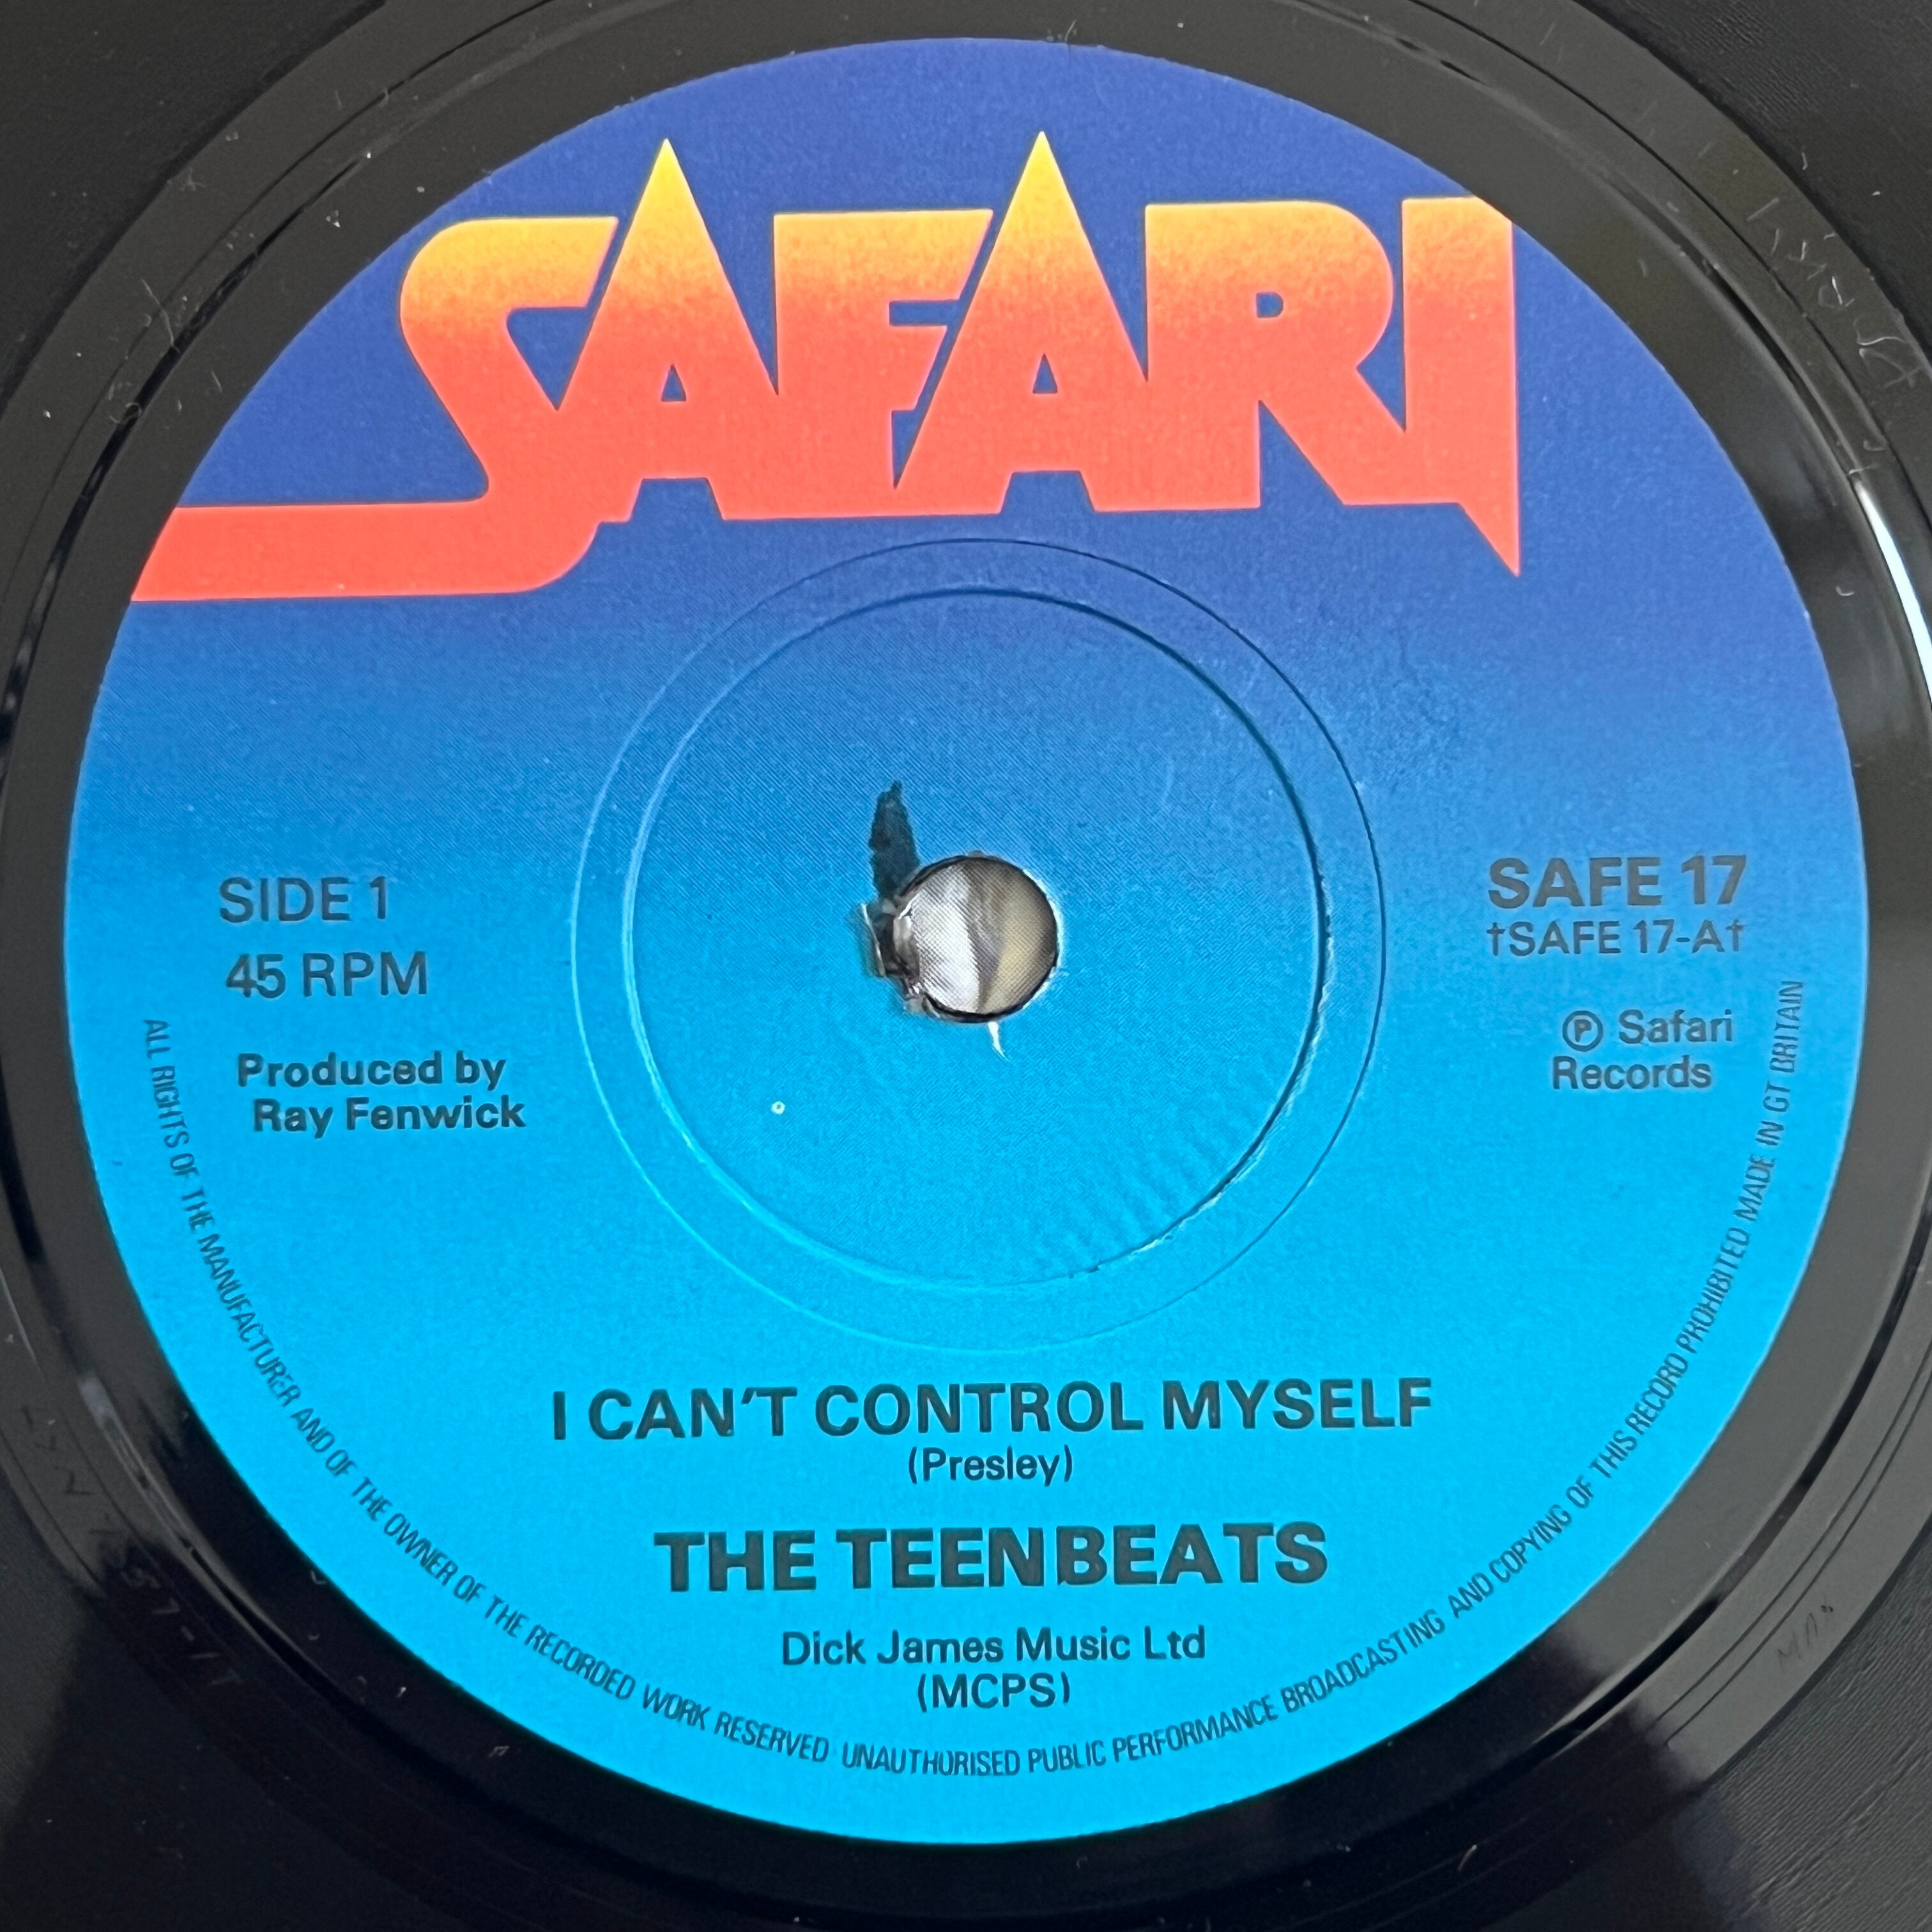 SAFARI
SIDE 1
45 RPM
Produced by
Ray Fenwick
SAFE 17
†SAFE 17-A†
Ⓟ Safari
Records
I CAN'T CONTROL MYSELF
(Presley)
THE TEENBEATS
Dick James Music Ltd
(MCPS)
ALL RIGHTS OF THE MANUFACTURER AND OF THE OWNER OF THE RECORDED WORK RESERVED UNAUTHORISED PUBLIC PERFORMANCE BROADCASTING AND COPYING OF THIS RECORD PROHIBITED MADE IN GT BRITAIN